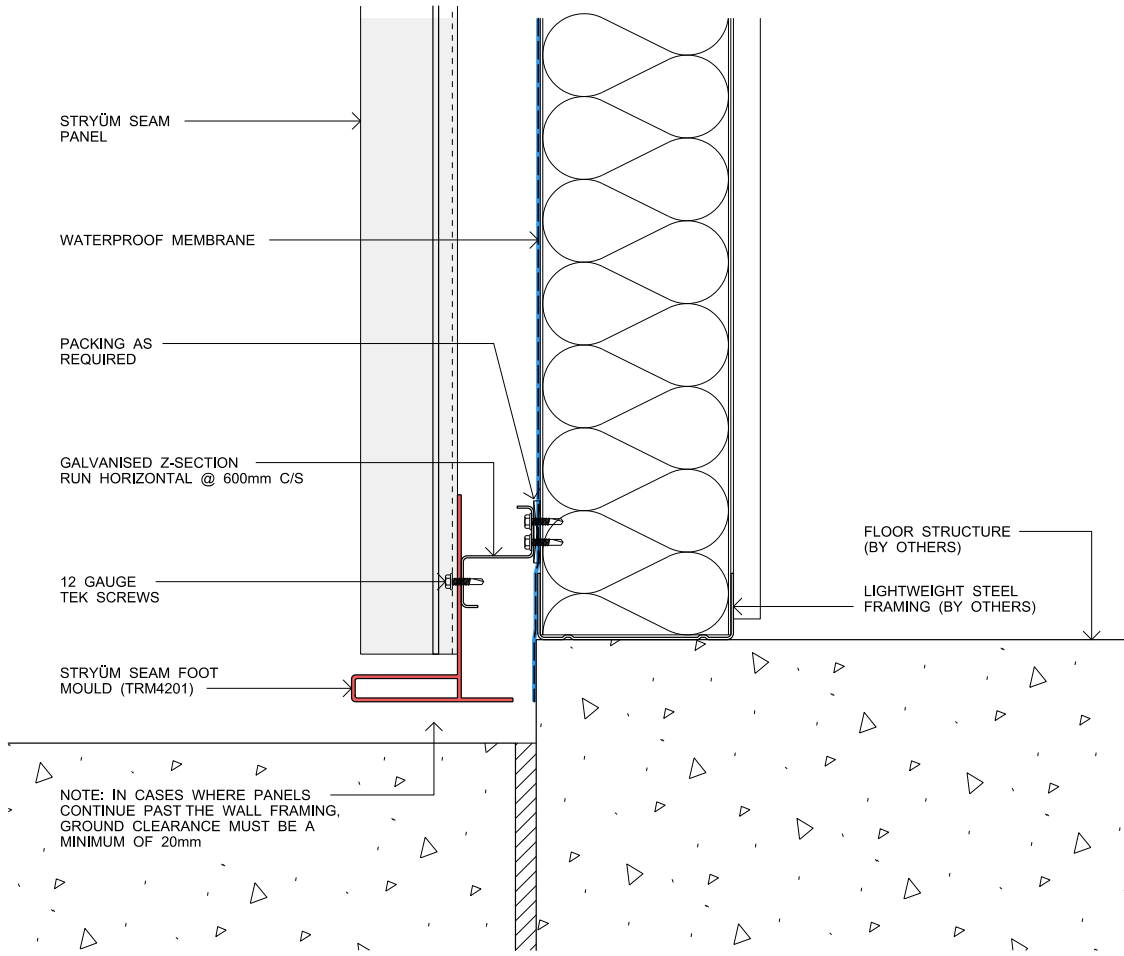 STRYÜM SEAM
PANEL
WATERPROOF MEMBRANE
PACKING AS
REQUIRED
GALVANISED Z-SECTION
RUN HORIZONTAL @ 600mm C/S
12 GAUGE
TEK SCREWS
STRYÜM SEAM FOOT
MOULD (TRM4201)
NOTE: IN CASES WHERE PANELS
CONTINUE PAST THE WALL FRAMING,
GROUND CLEARANCE MUST BE A
MINIMUM OF 20mm
FLOOR STRUCTURE
(BY OTHERS)
LIGHTWEIGHT STEEL
FRAMING (BY OTHERS)